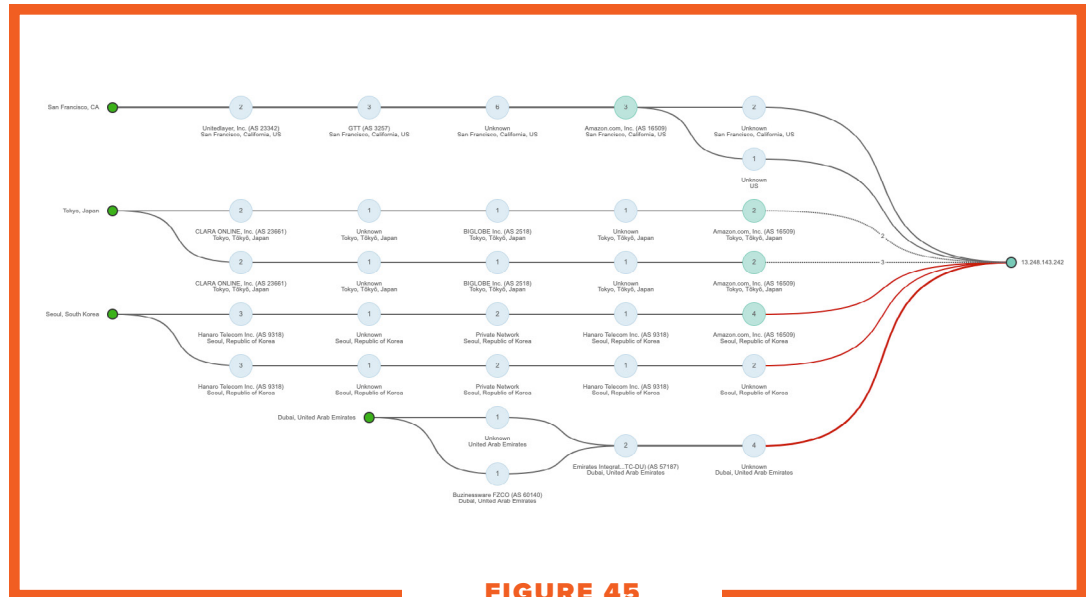 San Francisco, CA
2
3
6
3
2
Unitedlayer, Inc. (AS 23342)
San Francisco, California, US
GTT (AS 3257)
San Francisco, California, US
Unknown
San Francisco, California, US
Amazon.com, Inc. (AS 16509)
San Francisco, California, US
Unknown
San Francisco, California, US
1
Unknown
US
Tokyo, Japan
2
1
1
1
2
2
CLARA ONLINE, Inc. (AS 23661)
Tokyo, Tōkyō, Japan
Unknown
Tokyo, Tōkyō, Japan
BIGLOBE Inc. (AS 2518)
Tokyo, Tōkyō, Japan
Unknown
Tokyo, Tōkyō, Japan
Amazon.com, Inc. (AS 16509)
Tokyo, Tōkyō, Japan
2
1
1
1
2
3
13.248.143.242
CLARA ONLINE, Inc. (AS 23661)
Tokyo, Tōkyō, Japan
Unknown
Tokyo, Tōkyō, Japan
BIGLOBE Inc. (AS 2518)
Tokyo, Tōkyō, Japan
Unknown
Tokyo, Tōkyō, Japan
Amazon.com, Inc. (AS 16509)
Tokyo, Tōkyō, Japan
Seoul, South Korea
3
1
2
1
4
Hanaro Telecom Inc. (AS 9318)
Seoul, Republic of Korea
Unknown
Seoul, Republic of Korea
Private Network
Seoul, Republic of Korea
Hanaro Telecom Inc. (AS 9318)
Seoul, Republic of Korea
Amazon.com, Inc. (AS 16509)
Seoul, Republic of Korea
3
1
2
1
2
Hanaro Telecom Inc. (AS 9318)
Seoul, Republic of Korea
Unknown
Seoul, Republic of Korea
Private Network
Seoul, Republic of Korea
Hanaro Telecom Inc. (AS 9318)
Seoul, Republic of Korea
Unknown
Seoul, Republic of Korea
Dubai, United Arab Emirates
1
Unknown
United Arab Emirates
2
4
Emirates Integrat...TC-DU) (AS 57187)
Dubai, United Arab Emirates
Unknown
Dubai, United Arab Emirates
1
Buzinessware FZCO (AS 60140)
Dubai, United Arab Emirates
FIGURE 45